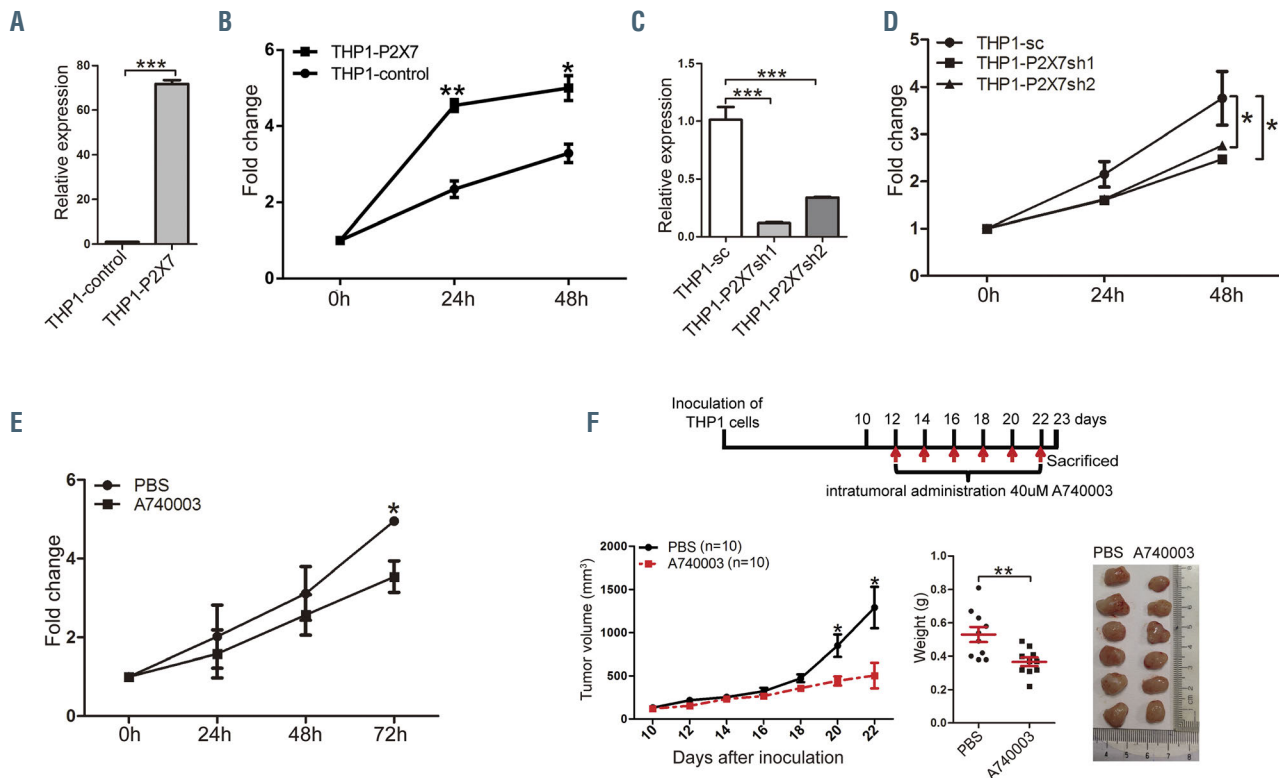 A
Relative expression
80
60
40
20
0
***
THP1-control
THP1-P2X7
B
Fold change
6
4
2
0
THP1-P2X7
THP1-control
**
*
0h
24h
48h
C
Relative expression
1.5
1.0
0.5
0.0
***
***
THP1-sc
THP1-P2X7sh1
THP1-P2X7sh2
D
Fold change
5
4
3
2
1
0
THP1-sc
THP1-P2X7sh1
THP1-P2X7sh2
*
*
0h
24h
48h
E
Fold change
6
4
2
0
PBS
A740003
*
0h
24h
48h
72h
F
Inoculation of
THP1 cells
10 12 14 16 18 20 22 23 days
Sacrificed
intratumoral administration 40uM A740003
Tumor volume (mm³)
2000
1500
1000
500
0
PBS (n=10)
A740003 (n=10)
*
*
10 12 14 16 18 20 22
Days after inoculation
Weight (g)
1.0
0.8
0.6
0.4
0.2
0.0
**
PBS
A740003
PBS A740003
4 5 6 7 8